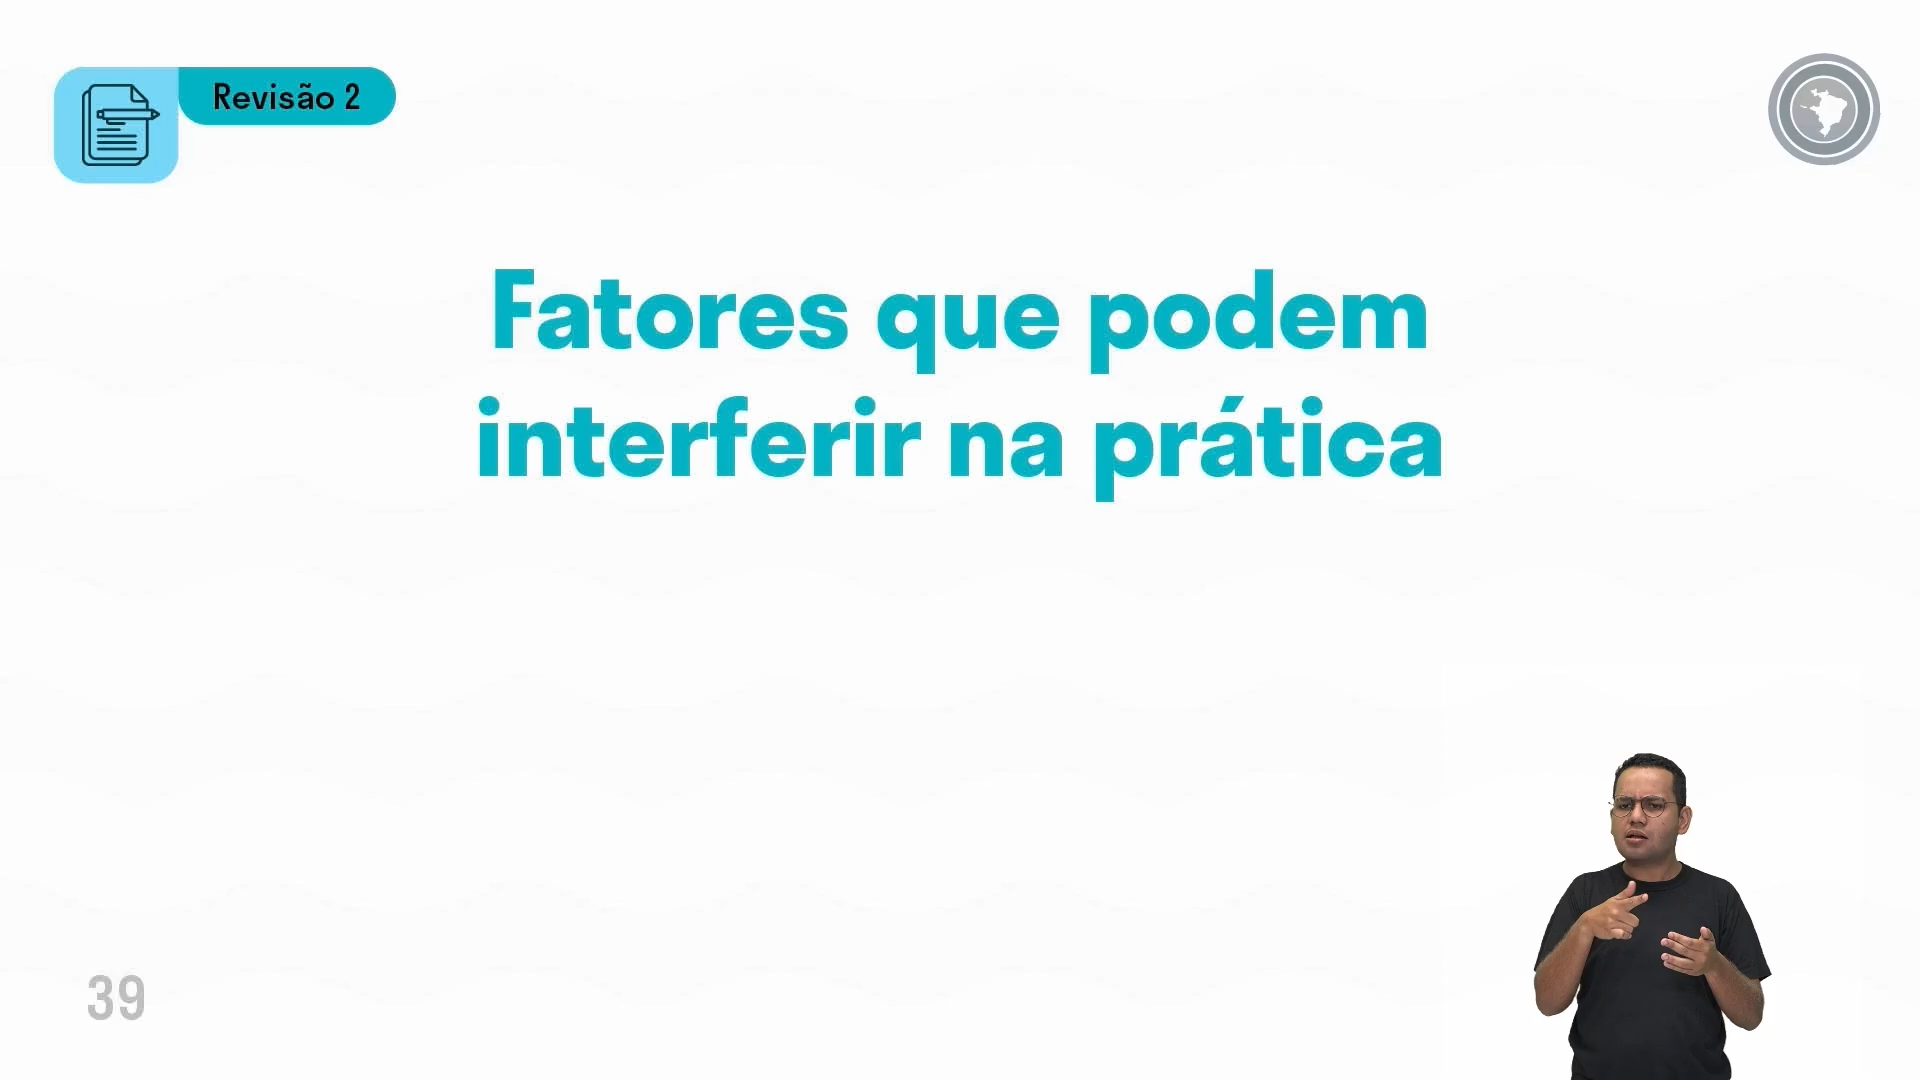 Revisão 2
Fatores que podem
interferir na prática
39